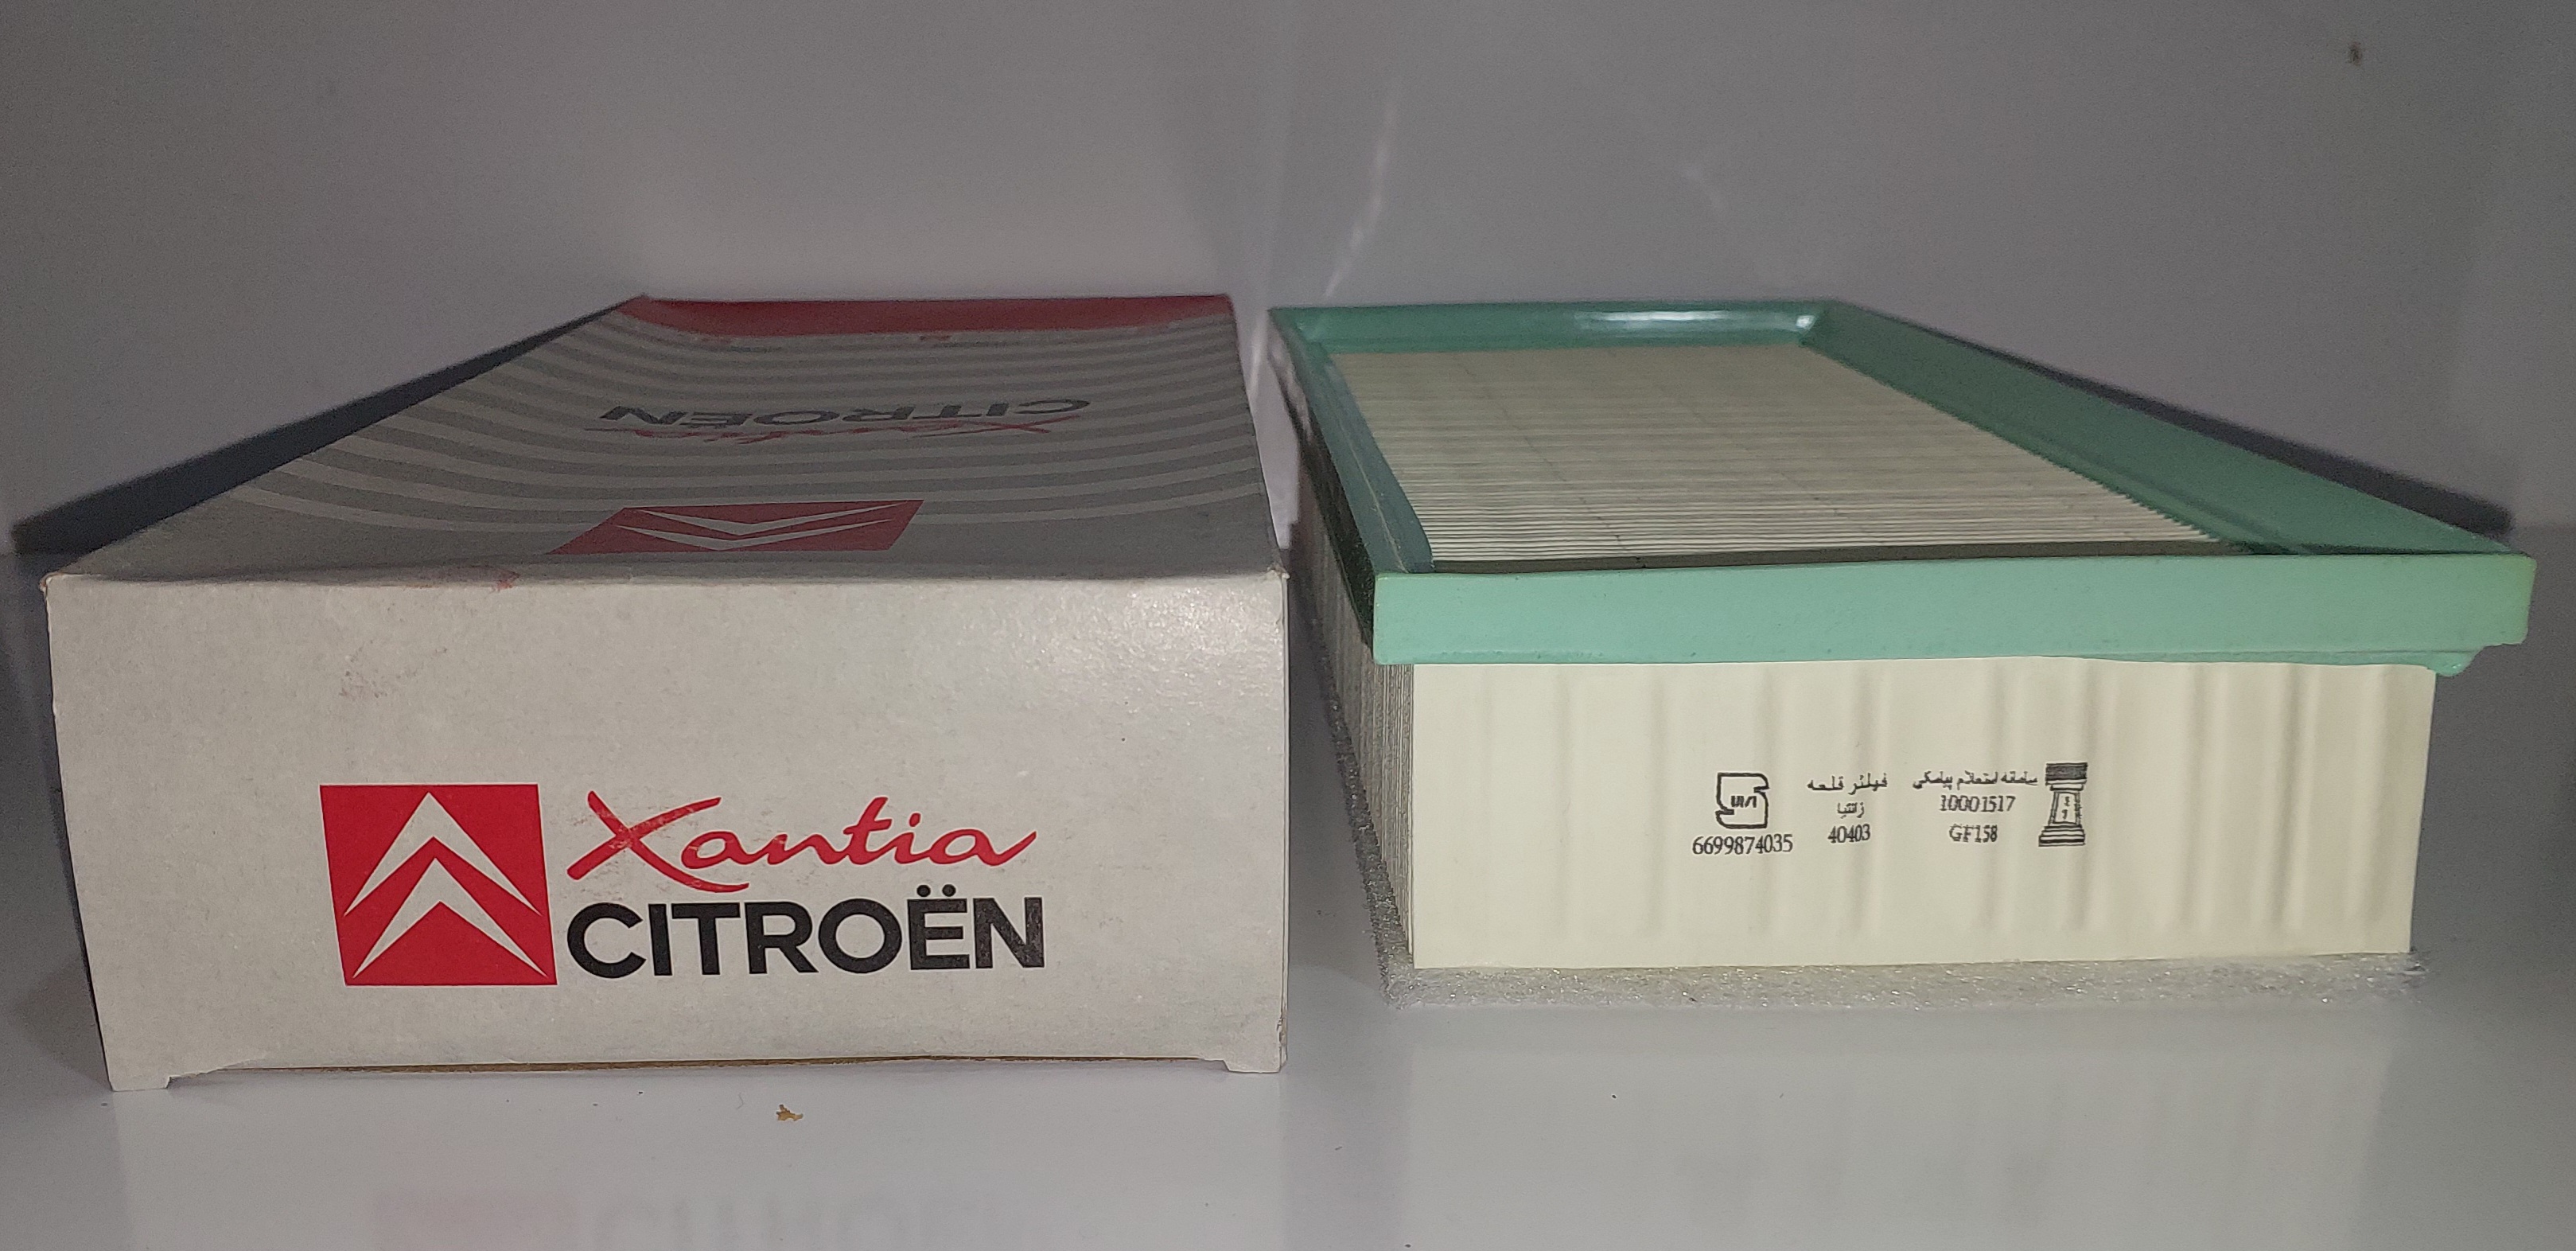 Xantia
CITROËN
Xantia
CITROËN
سامانه استعلام پیامکی
10001517
GF158
فیلتر قلعه
زانتیا
40403
6699874035